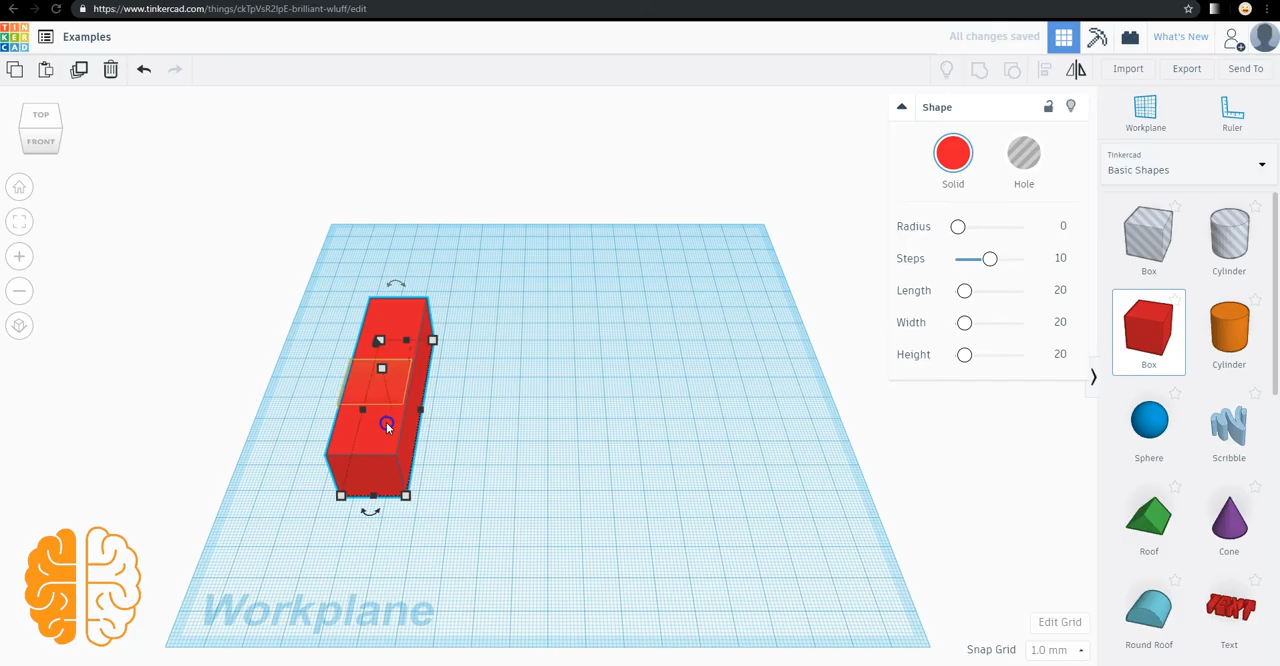 https://www.tinkercad.com/things/ckTpVsR2lpE-brilliant-wluff/edit
TIN
KER
CAD
Examples
All changes saved
What's New
Import
Export
Send To
TOP
FRONT
Shape
Solid
Hole
Radius 0
Steps 10
Length 20
Width 20
Height 20
Workplane
Ruler
Tinkercad
Basic Shapes
Box
Cylinder
Box
Cylinder
Sphere
Scribble
Roof
Cone
Round Roof
TEXT
Text
Workplane
Edit Grid
Snap Grid 1.0 mm